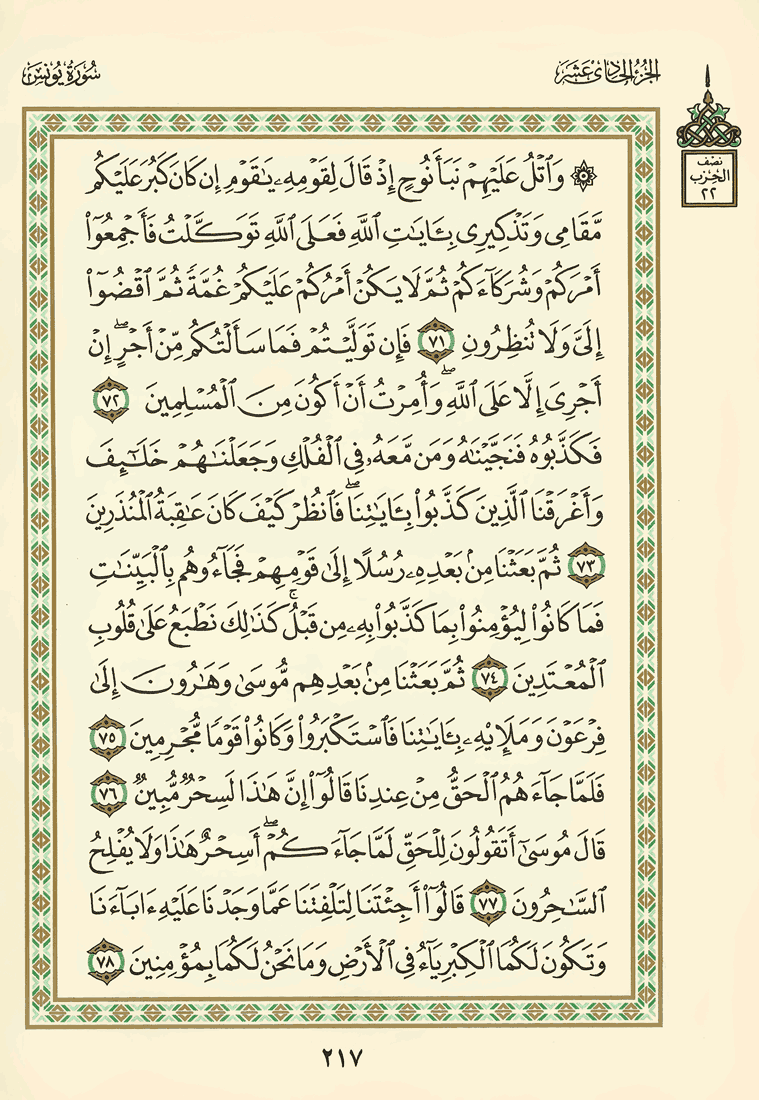 الجزء الحادي عشر
سورة يونس
نصف
الحزب
٢٢
۞ وَٱتۡلُ عَلَيۡهِمۡ نَبَأَ نُوحٍ إِذۡ قَالَ لِقَوۡمِهِۦ يَٰقَوۡمِ إِن كَانَ كَبُرَ عَلَيۡكُم
مَّقَامِي وَتَذۡكِيرِي بِـَٔايَٰتِ ٱللَّهِ فَعَلَى ٱللَّهِ تَوَكَّلۡتُ فَأَجۡمِعُوٓاْ
أَمۡرَكُمۡ وَشُرَكَآءَكُمۡ ثُمَّ لَا يَكُنۡ أَمۡرُكُمۡ عَلَيۡكُمۡ غُمَّةٗ ثُمَّ ٱقۡضُوٓاْ
إِلَيَّ وَلَا تُنظِرُونِ ٧١ فَإِن تَوَلَّيۡتُمۡ فَمَا سَأَلۡتُكُم مِّنۡ أَجۡرٍۖ إِنۡ
أَجۡرِيَ إِلَّا عَلَى ٱللَّهِۖ وَأُمِرۡتُ أَنۡ أَكُونَ مِنَ ٱلۡمُسۡلِمِينَ ٧٢
فَكَذَّبُوهُ فَنَجَّيۡنَٰهُ وَمَن مَّعَهُۥ فِي ٱلۡفُلۡكِ وَجَعَلۡنَٰهُمۡ خَلَٰٓئِفَ
وَأَغۡرَقۡنَا ٱلَّذِينَ كَذَّبُواْ بِـَٔايَٰتِنَاۖ فَٱنظُرۡ كَيۡفَ كَانَ عَٰقِبَةُ ٱلۡمُنذَرِينَ
٧٣ ثُمَّ بَعَثۡنَا مِنۢ بَعۡدِهِۦ رُسُلًا إِلَىٰ قَوۡمِهِمۡ فَجَآءُوهُم بِٱلۡبَيِّنَٰتِ
فَمَا كَانُواْ لِيُؤۡمِنُواْ بِمَا كَذَّبُواْ بِهِۦ مِن قَبۡلُۚ كَذَٰلِكَ نَطۡبَعُ عَلَىٰ قُلُوبِ
ٱلۡمُعۡتَدِينَ ٧٤ ثُمَّ بَعَثۡنَا مِنۢ بَعۡدِهِم مُّوسَىٰ وَهَٰرُونَ إِلَىٰ
فِرۡعَوۡنَ وَمَلَإِيْهِۦ بِـَٔايَٰتِنَا فَٱسۡتَكۡبَرُواْ وَكَانُواْ قَوۡمٗا مُّجۡرِمِينَ ٧٥
فَلَمَّا جَآءَهُمُ ٱلۡحَقُّ مِنۡ عِندِنَا قَالُوٓاْ إِنَّ هَٰذَا لَسِحۡرٞ مُّبِينٞ ٧٦
قَالَ مُوسَىٰٓ أَتَقُولُونَ لِلۡحَقِّ لَمَّا جَآءَكُمۡۖ أَسِحۡرٌ هَٰذَا وَلَا يُفۡلِحُ
ٱلسَّٰحِرُونَ ٧٧ قَالُوٓاْ أَجِئۡتَنَا لِتَلۡفِتَنَا عَمَّا وَجَدۡنَا عَلَيۡهِ ءَابَآءَنَا
وَتَكُونَ لَكُمَا ٱلۡكِبۡرِيَآءُ فِي ٱلۡأَرۡضِ وَمَا نَحۡنُ لَكُمَا بِمُؤۡمِنِينَ ٧٨
٢١٧